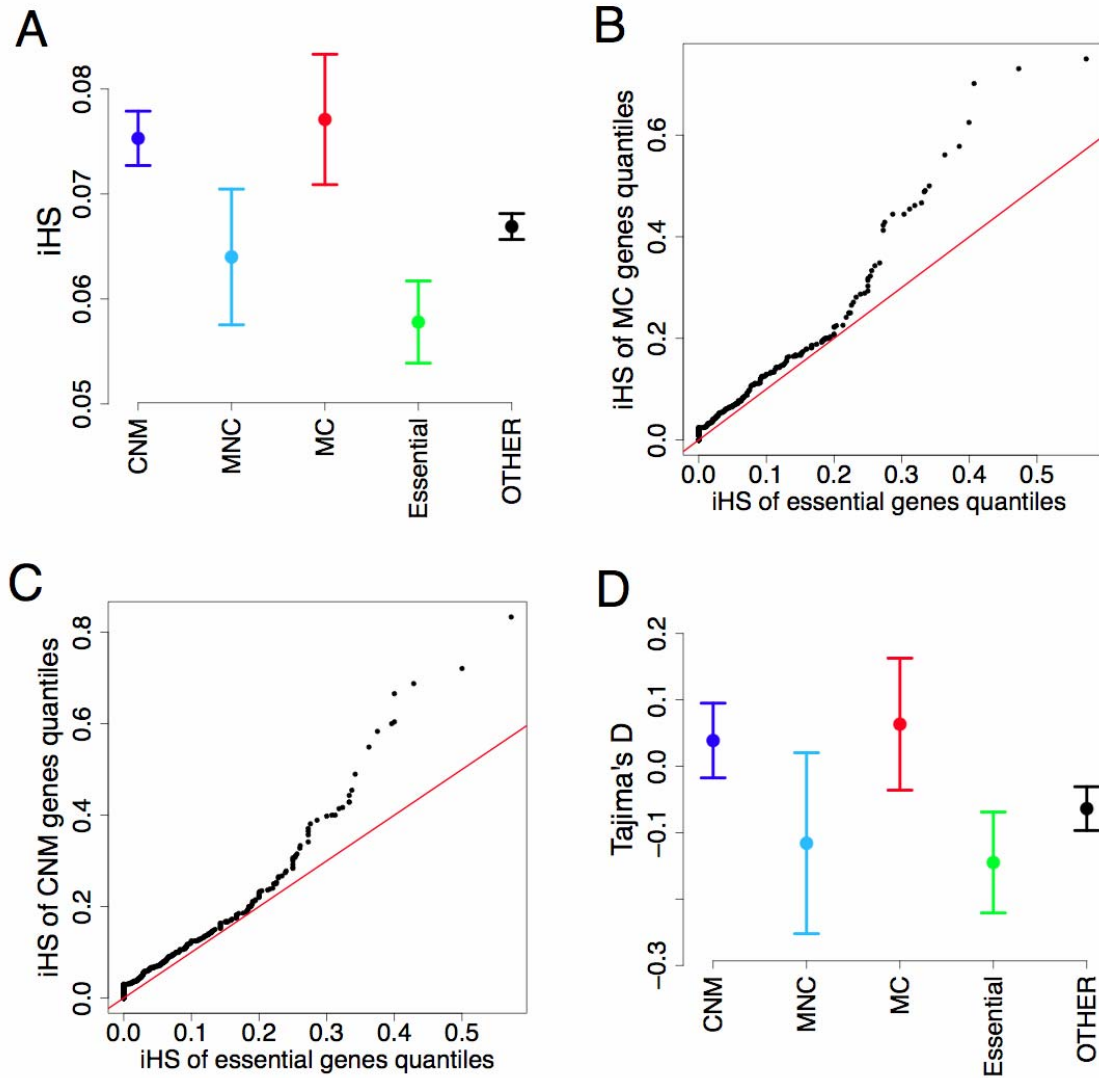 A
iHS
0.08
0.07
0.06
0.05
CNM
MNC
MC
Essential
OTHER
B
iHS of MC genes quantiles
0.6
0.4
0.2
0.0
0.0 0.1 0.2 0.3 0.4 0.5
iHS of essential genes quantiles
C
iHS of CNM genes quantiles
0.8
0.6
0.4
0.2
0.0
0.0 0.1 0.2 0.3 0.4 0.5
iHS of essential genes quantiles
D
Tajima's D
0.2
0.1
0.0
−0.1
−0.3
CNM
MNC
MC
Essential
OTHER